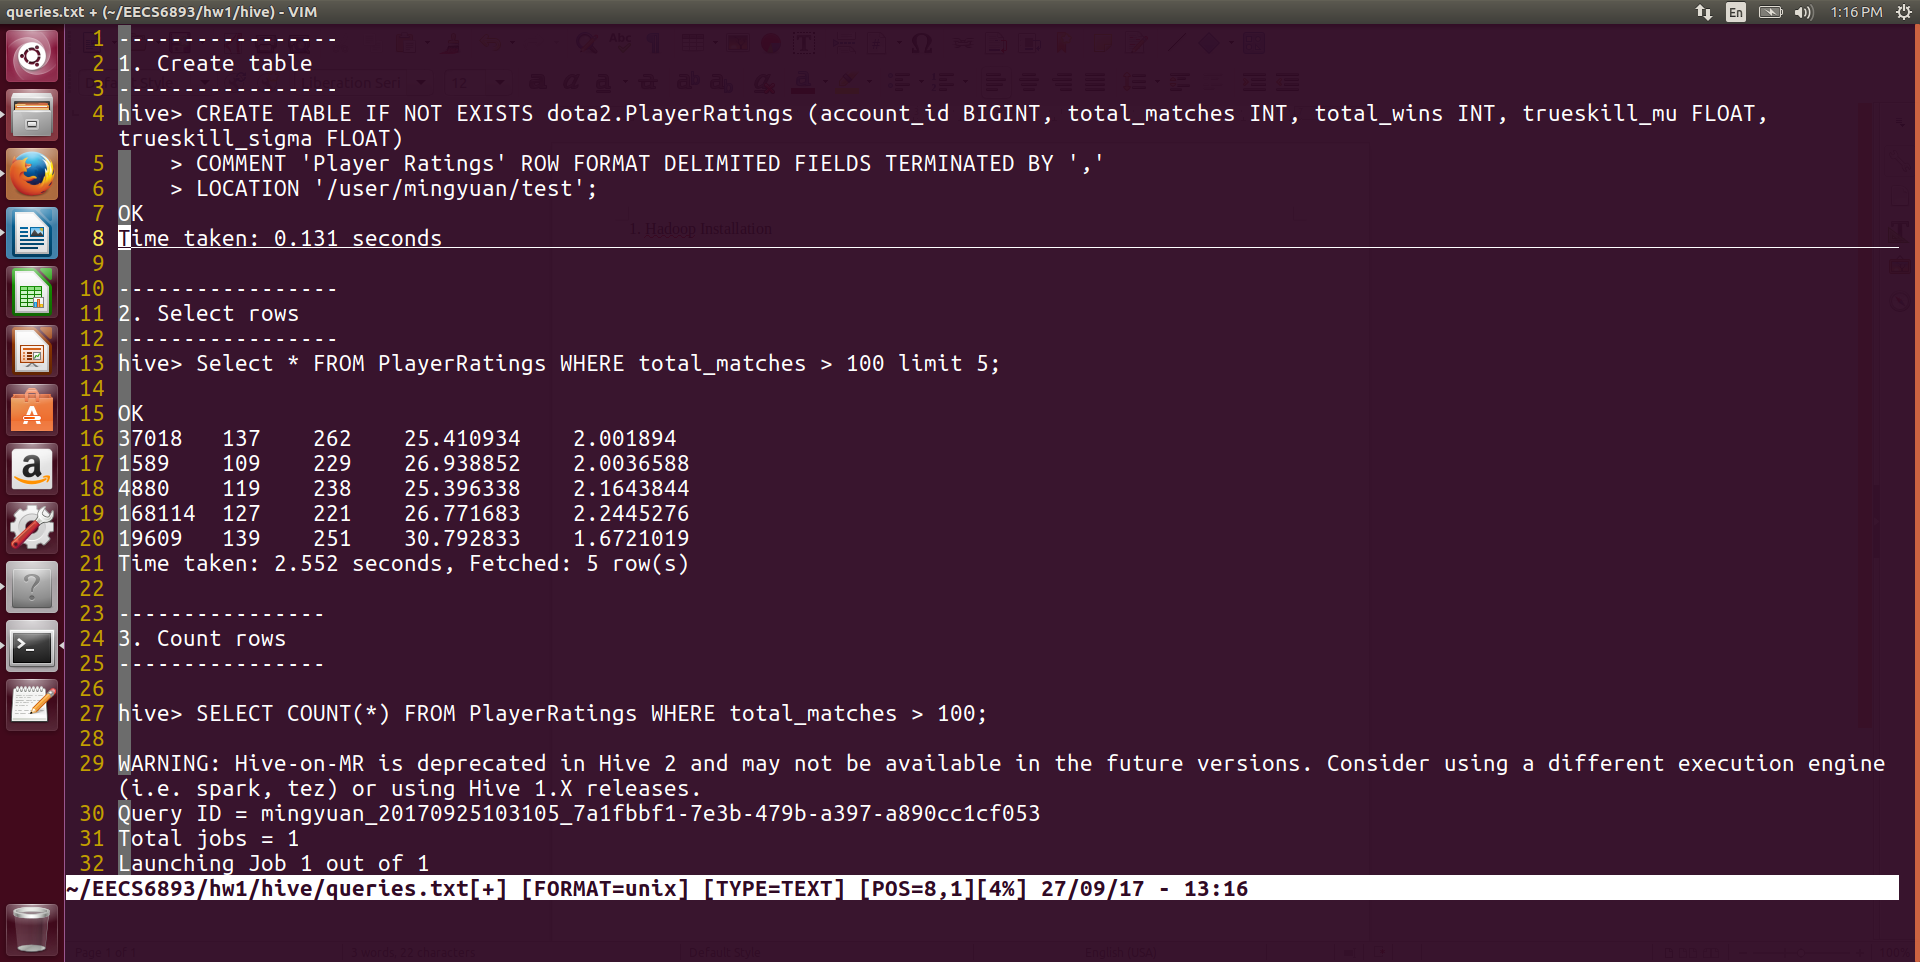 queries.txt + (~/EECS6893/hw1/hive) - VIM
En
1:16 PM
1 -----------------
2 1. Create table
3 -----------------
4 hive> CREATE TABLE IF NOT EXISTS dota2.PlayerRatings (account_id BIGINT, total_matches INT, total_wins INT, trueskill_mu FLOAT,
trueskill_sigma FLOAT)
5     > COMMENT 'Player Ratings' ROW FORMAT DELIMITED FIELDS TERMINATED BY ','
6     > LOCATION '/user/mingyuan/test';
7 OK
8 Time taken: 0.131 seconds
1. Hadoop Installation
9
10 -----------------
11 2. Select rows
12 -----------------
13 hive> Select * FROM PlayerRatings WHERE total_matches > 100 limit 5;
14
15 OK
16 37018   137    262    25.410934    2.001894
17 1589    109    229    26.938852    2.0036588
18 4880    119    238    25.396338    2.1643844
19 168114  127    221    26.771683    2.2445276
20 19609   139    251    30.792833    1.6721019
21 Time taken: 2.552 seconds, Fetched: 5 row(s)
22
23 ----------------
24 3. Count rows
25 ----------------
26
27 hive> SELECT COUNT(*) FROM PlayerRatings WHERE total_matches > 100;
28
29 WARNING: Hive-on-MR is deprecated in Hive 2 and may not be available in the future versions. Consider using a different execution engine
(i.e. spark, tez) or using Hive 1.X releases.
30 Query ID = mingyuan_20170925103105_7a1fbbf1-7e3b-479b-a397-a890cc1cf053
31 Total jobs = 1
32 Launching Job 1 out of 1
~/EECS6893/hw1/hive/queries.txt[+] [FORMAT=unix] [TYPE=TEXT] [POS=8,1][4%] 27/09/17 - 13:16